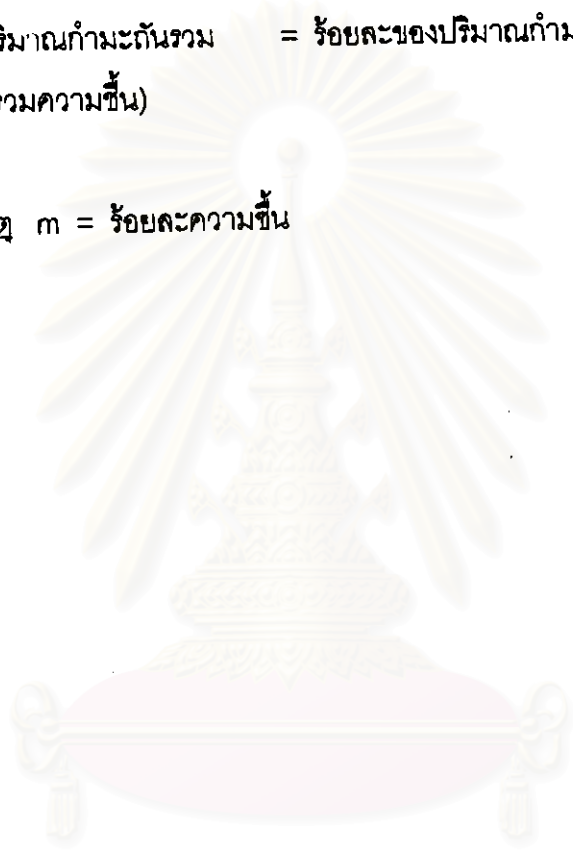 ริมาณกำมะถันรวม = ร้อยละของปริมาณกำม
รวมความชื้น)
ตุ m = ร้อยละความชื้น